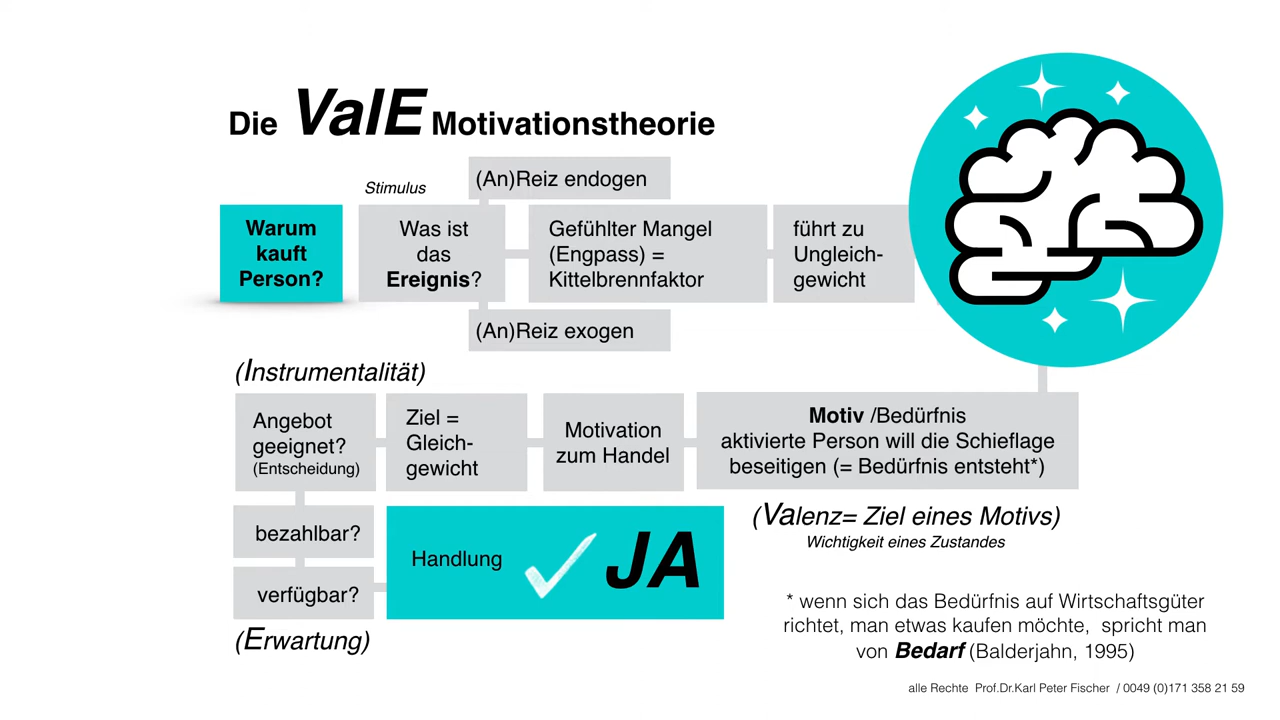 Die VaIE Motivationstheorie
(An)Reiz endogen
Stimulus
Warum
kauft
Person?
Was ist
das
Ereignis?
Gefühlter Mangel
(Engpass) =
Kittelbrennfaktor
führt zu
Ungleich-
gewicht
(An)Reiz exogen
(Instrumentalität)
Angebot
geeignet?
(Entscheidung)
Ziel =
Gleich-
gewicht
Motivation
zum Handel
Motiv /Bedürfnis
aktivierte Person will die Schieflage
beseitigen (= Bedürfnis entsteht*)
(Valenz= Ziel eines Motivs)
Wichtigkeit eines Zustandes
bezahlbar?
verfügbar?
Handlung JA
(Erwartung)
* wenn sich das Bedürfnis auf Wirtschaftsgüter
richtet, man etwas kaufen möchte, spricht man
von Bedarf (Balderjahn, 1995)
alle Rechte Prof.Dr.Karl Peter Fischer / 0049 (0)171 358 21 59